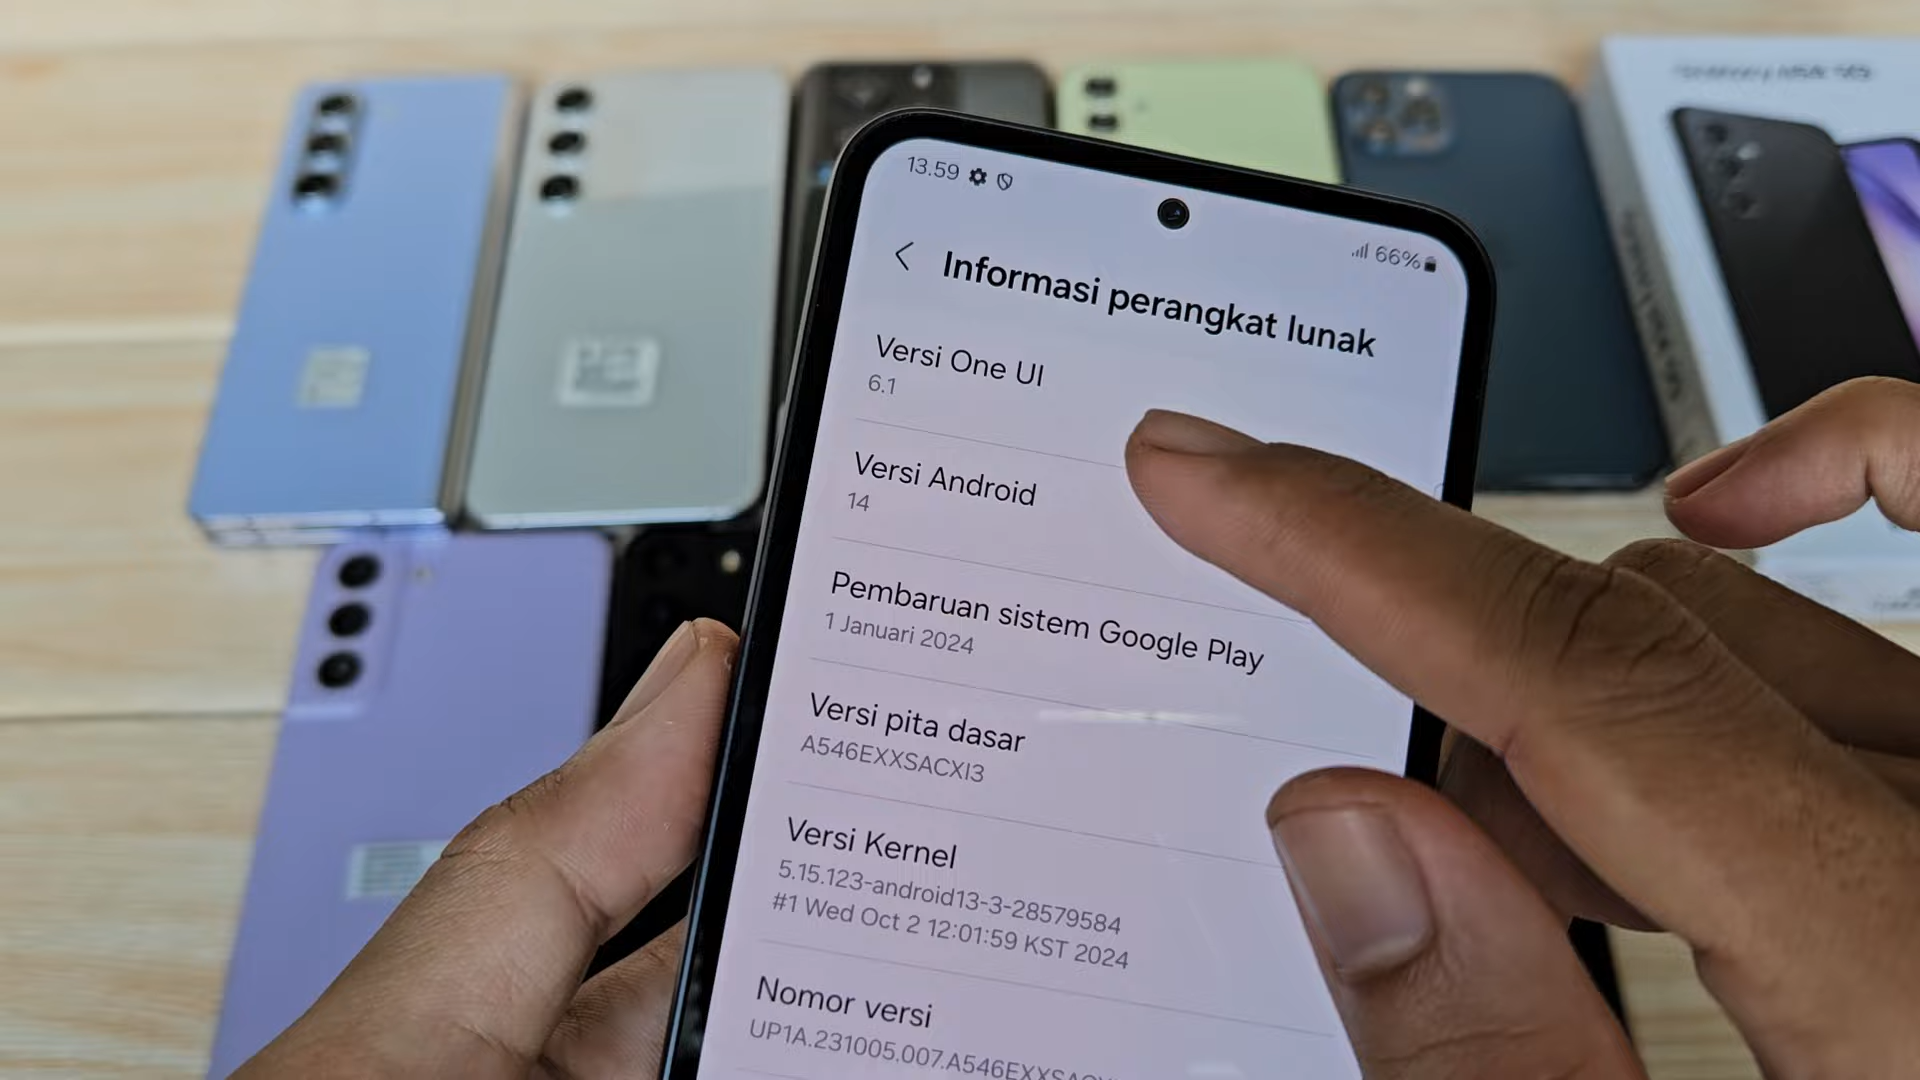 13.59
66%
Informasi perangkat lunak
Versi One UI
6.1
Versi Android
14
Pembaruan sistem Google Play
1 Januari 2024
Versi pita dasar
A546EXXSACXI3
Versi Kernel
5.15.123-android13-3-28579584
#1 Wed Oct 2 12:01:59 KST 2024
Nomor versi